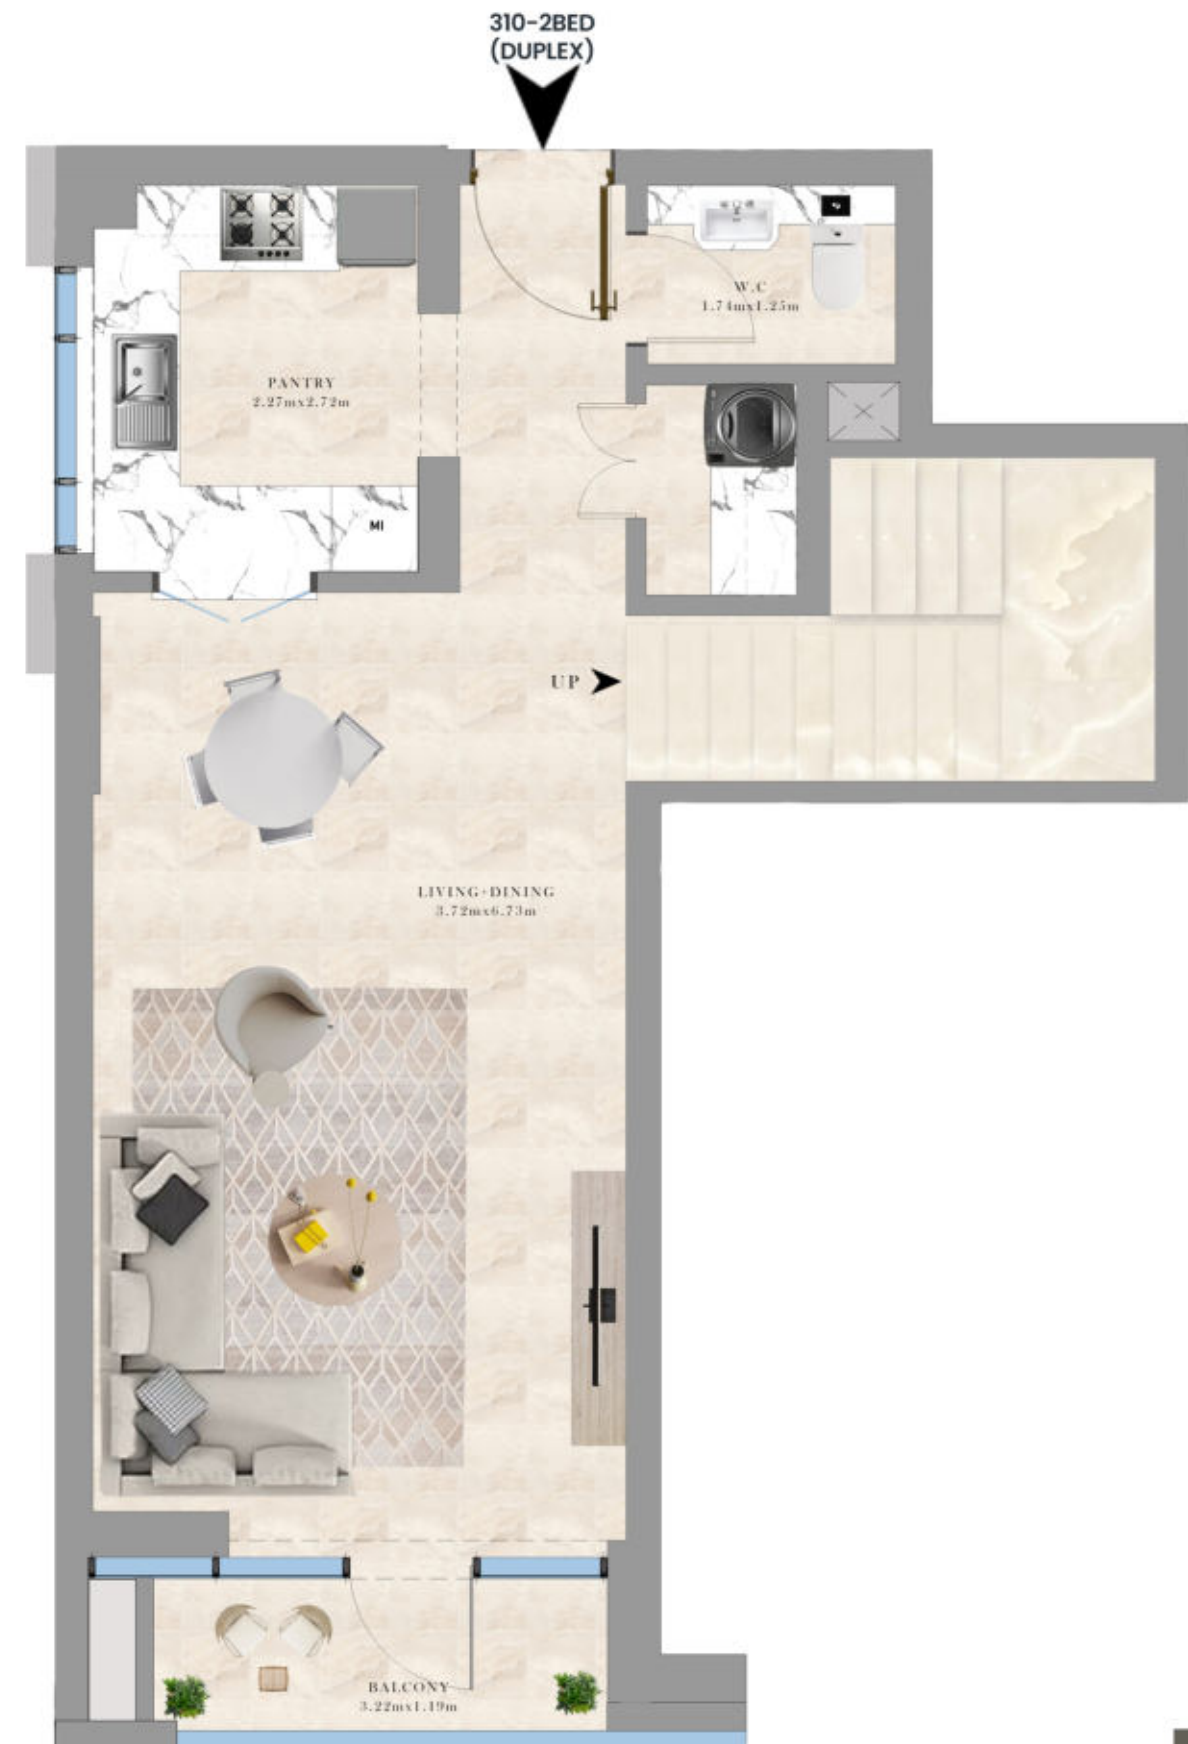 310-2BED
(DUPLEX)
W.C
1.74mx1.25m
PANTRY
2.27mx2.72m
MI
UP
LIVING+DINING
3.72mx6.73m
BALCONY
3.22mx1.19m